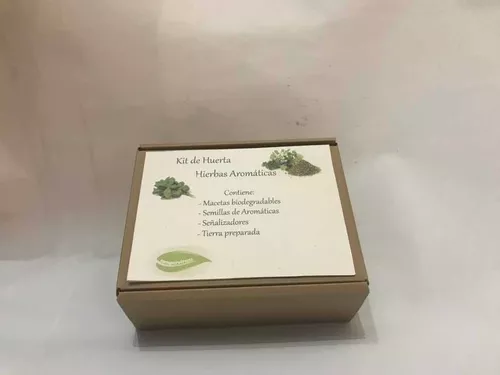 Kit de Huerta
Hierbas Aromáticas
Contiene:
- Macetas biodegradables
- Semillas de Aromáticas
- Señalizadores
- Tierra preparada